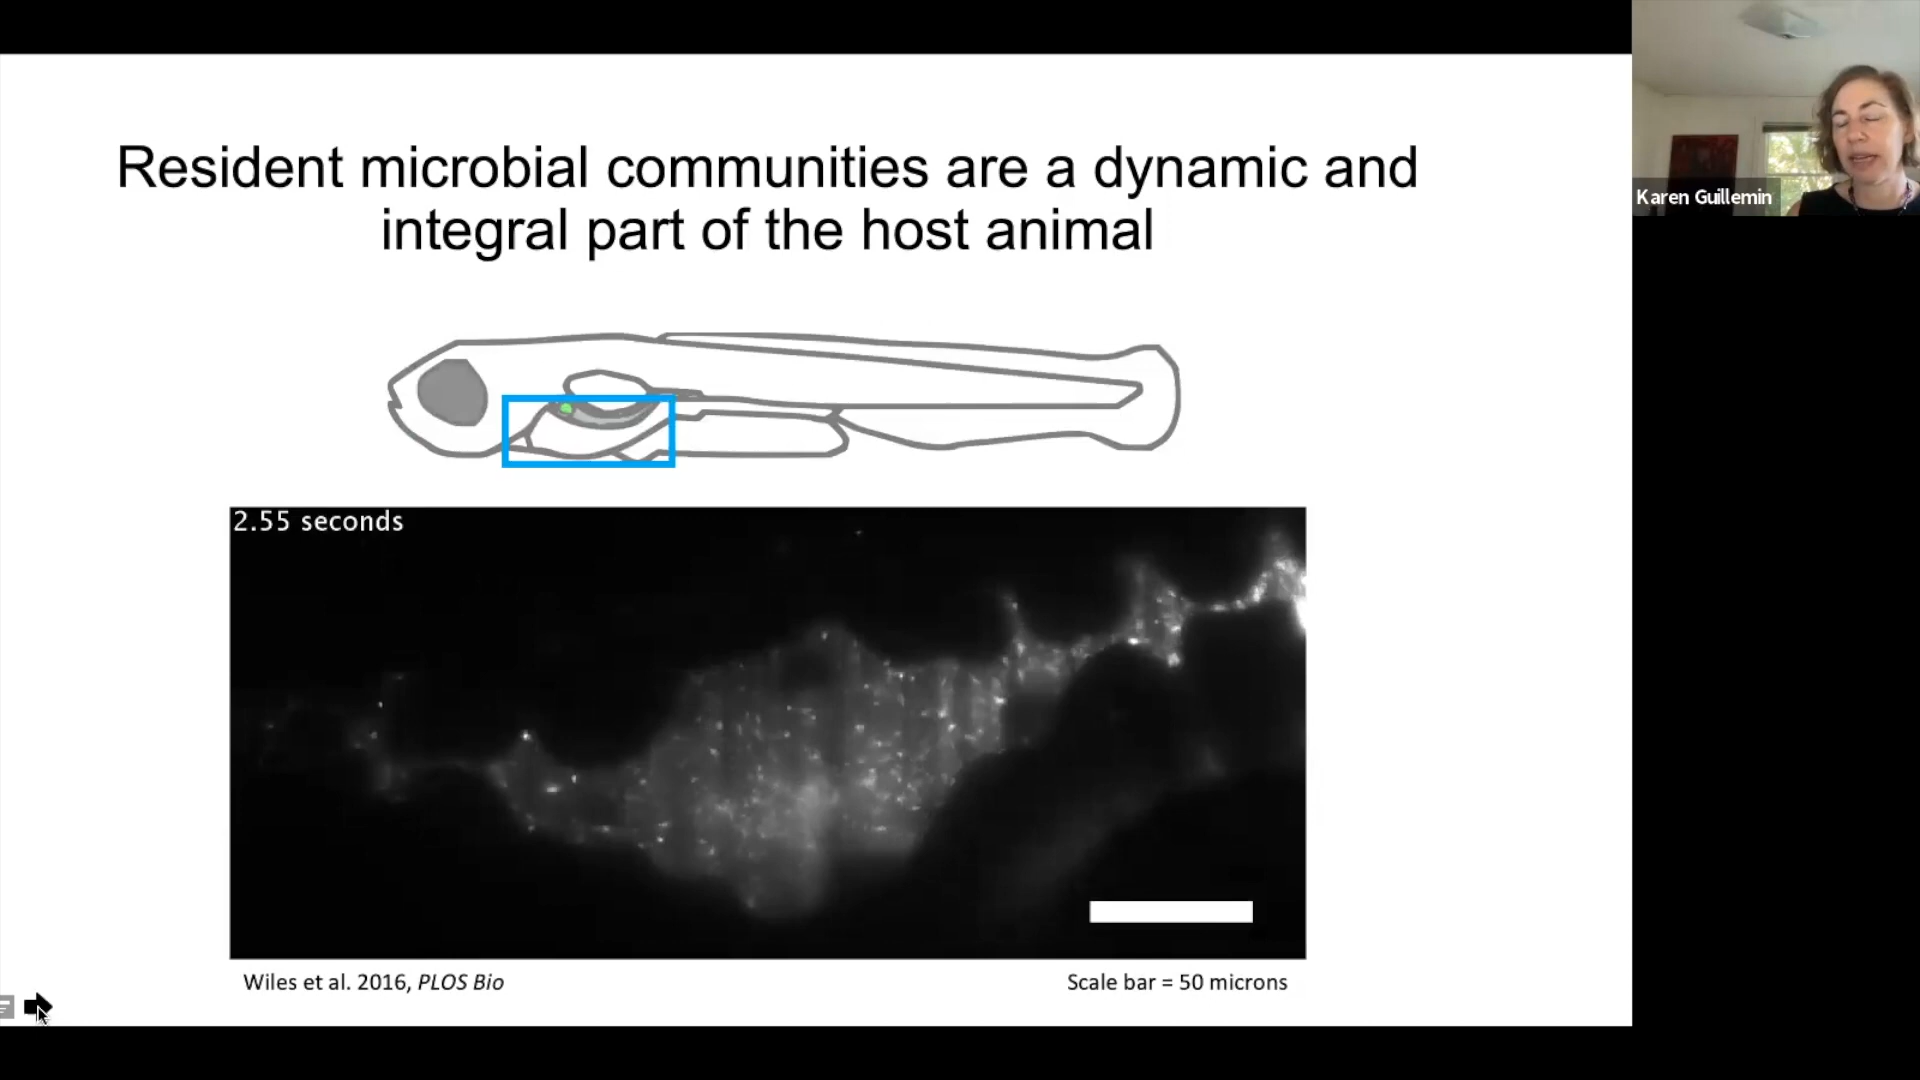 Resident microbial communities are a dynamic and
integral part of the host animal
Karen Guillemin
2.55 seconds
Wiles et al. 2016, PLOS Bio
Scale bar = 50 microns